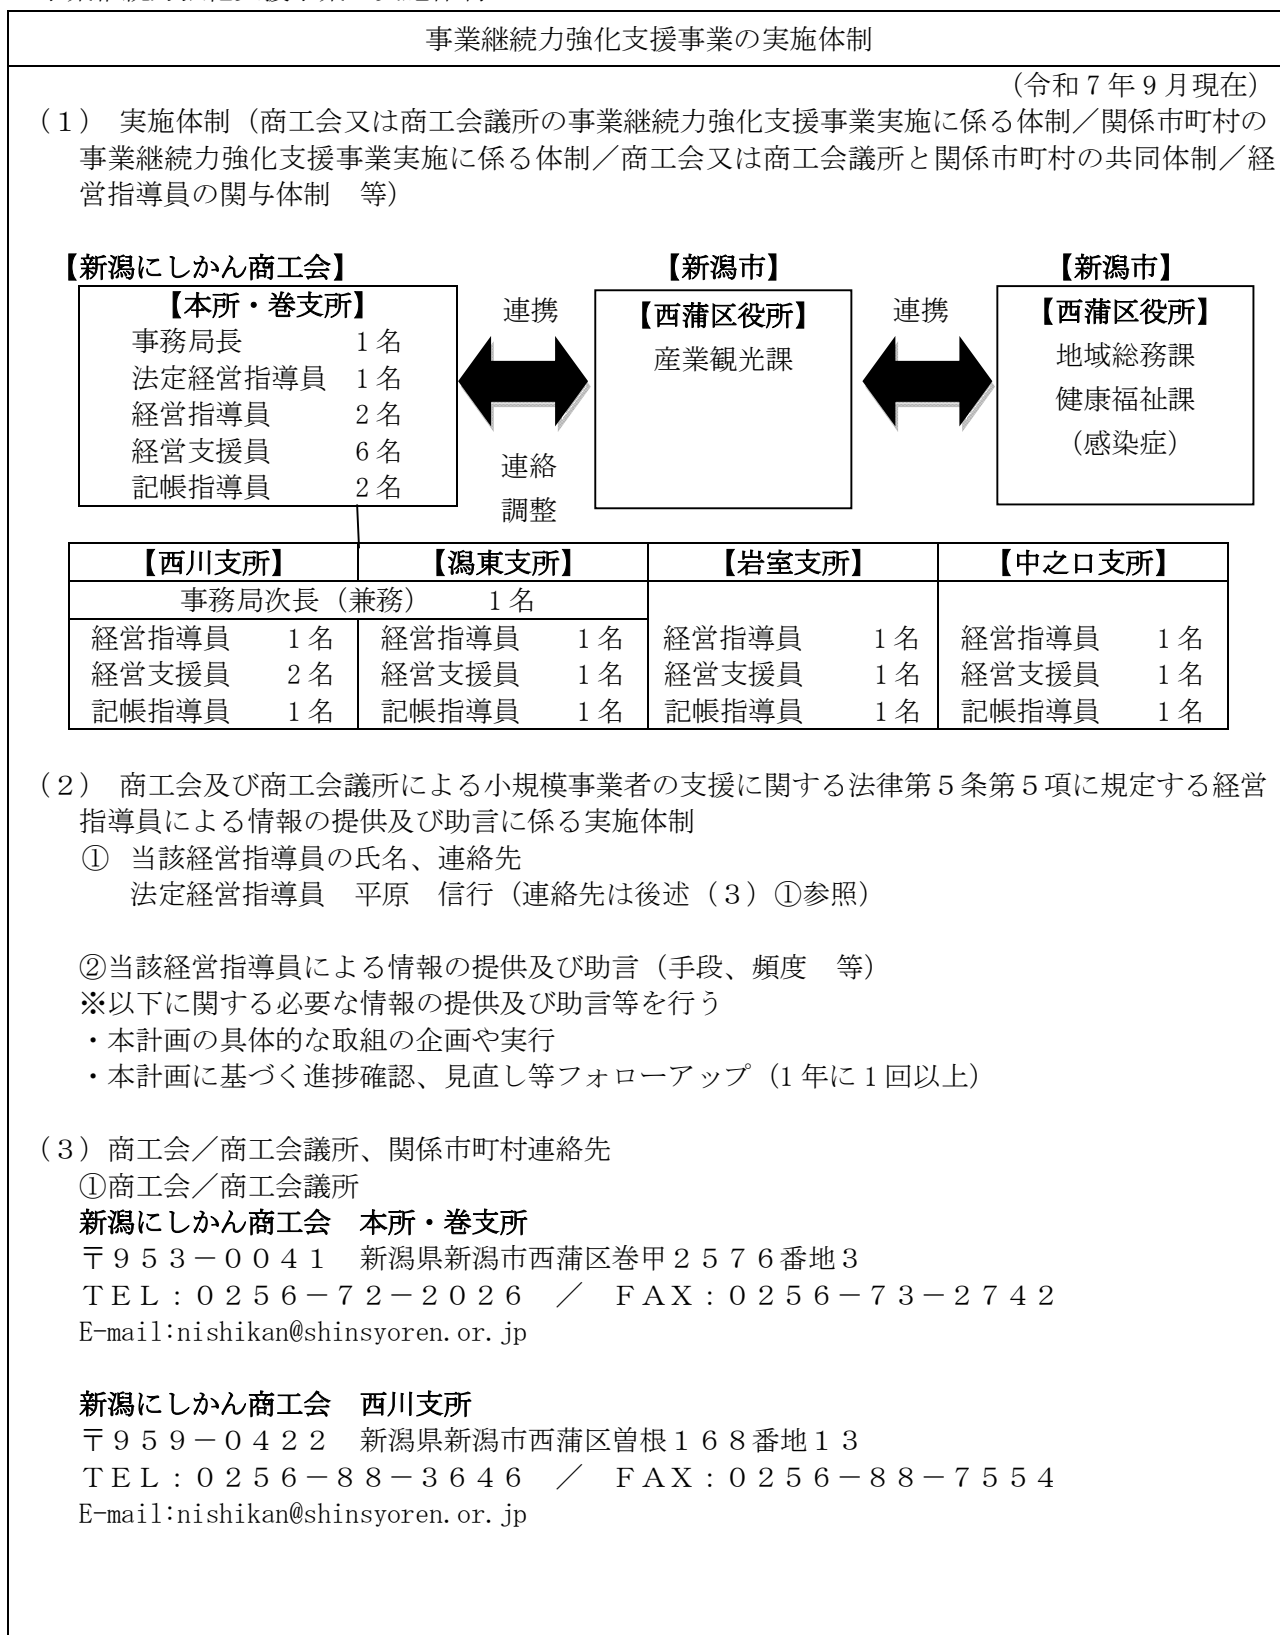 事業継続力強化支援事業の実施体制
（令和７年９月現在）
（１） 実施体制（商工会又は商工会議所の事業継続力強化支援事業実施に係る体制／関係市町村の
事業継続力強化支援事業実施に係る体制／商工会又は商工会議所と関係市町村の共同体制／経
営指導員の関与体制　等）
【新潟にしかん商工会】
【本所・巻支所】
事務局長　1名
法定経営指導員　1名
経営指導員　2名
経営支援員　6名
記帳指導員　2名
連携
連絡
調整
【新潟市】
【西蒲区役所】
産業観光課
連携
【新潟市】
【西蒲区役所】
地域総務課
健康福祉課
（感染症）
【西川支所】　【潟東支所】　【岩室支所】　【中之口支所】
事務局次長（兼務）　1名
経営指導員　1名　経営指導員　1名　経営指導員　1名　経営指導員　1名
経営支援員　2名　経営支援員　1名　経営支援員　1名　経営支援員　1名
記帳指導員　1名　記帳指導員　1名　記帳指導員　1名　記帳指導員　1名
（２） 商工会及び商工会議所による小規模事業者の支援に関する法律第５条第５項に規定する経営
指導員による情報の提供及び助言に係る実施体制
① 当該経営指導員の氏名、連絡先
法定経営指導員　平原　信行（連絡先は後述（３）①参照）
②当該経営指導員による情報の提供及び助言（手段、頻度　等）
※以下に関する必要な情報の提供及び助言等を行う
・本計画の具体的な取組の企画や実行
・本計画に基づく進捗確認、見直し等フォローアップ（1年に1回以上）
（３）商工会／商工会議所、関係市町村連絡先
①商工会／商工会議所
新潟にしかん商工会　本所・巻支所
〒９５３－００４１　新潟県新潟市西蒲区巻甲２５７６番地３
ＴＥＬ：０２５６－７２－２０２６　／　ＦＡＸ：０２５６－７３－２７４２
E-mail:nishikan@shinsyoren.or.jp
新潟にしかん商工会　西川支所
〒９５９－０４２２　新潟県新潟市西蒲区曽根１６８番地１３
ＴＥＬ：０２５６－８８－３６４６　／　ＦＡＸ：０２５６－８８－７５５４
E-mail:nishikan@shinsyoren.or.jp